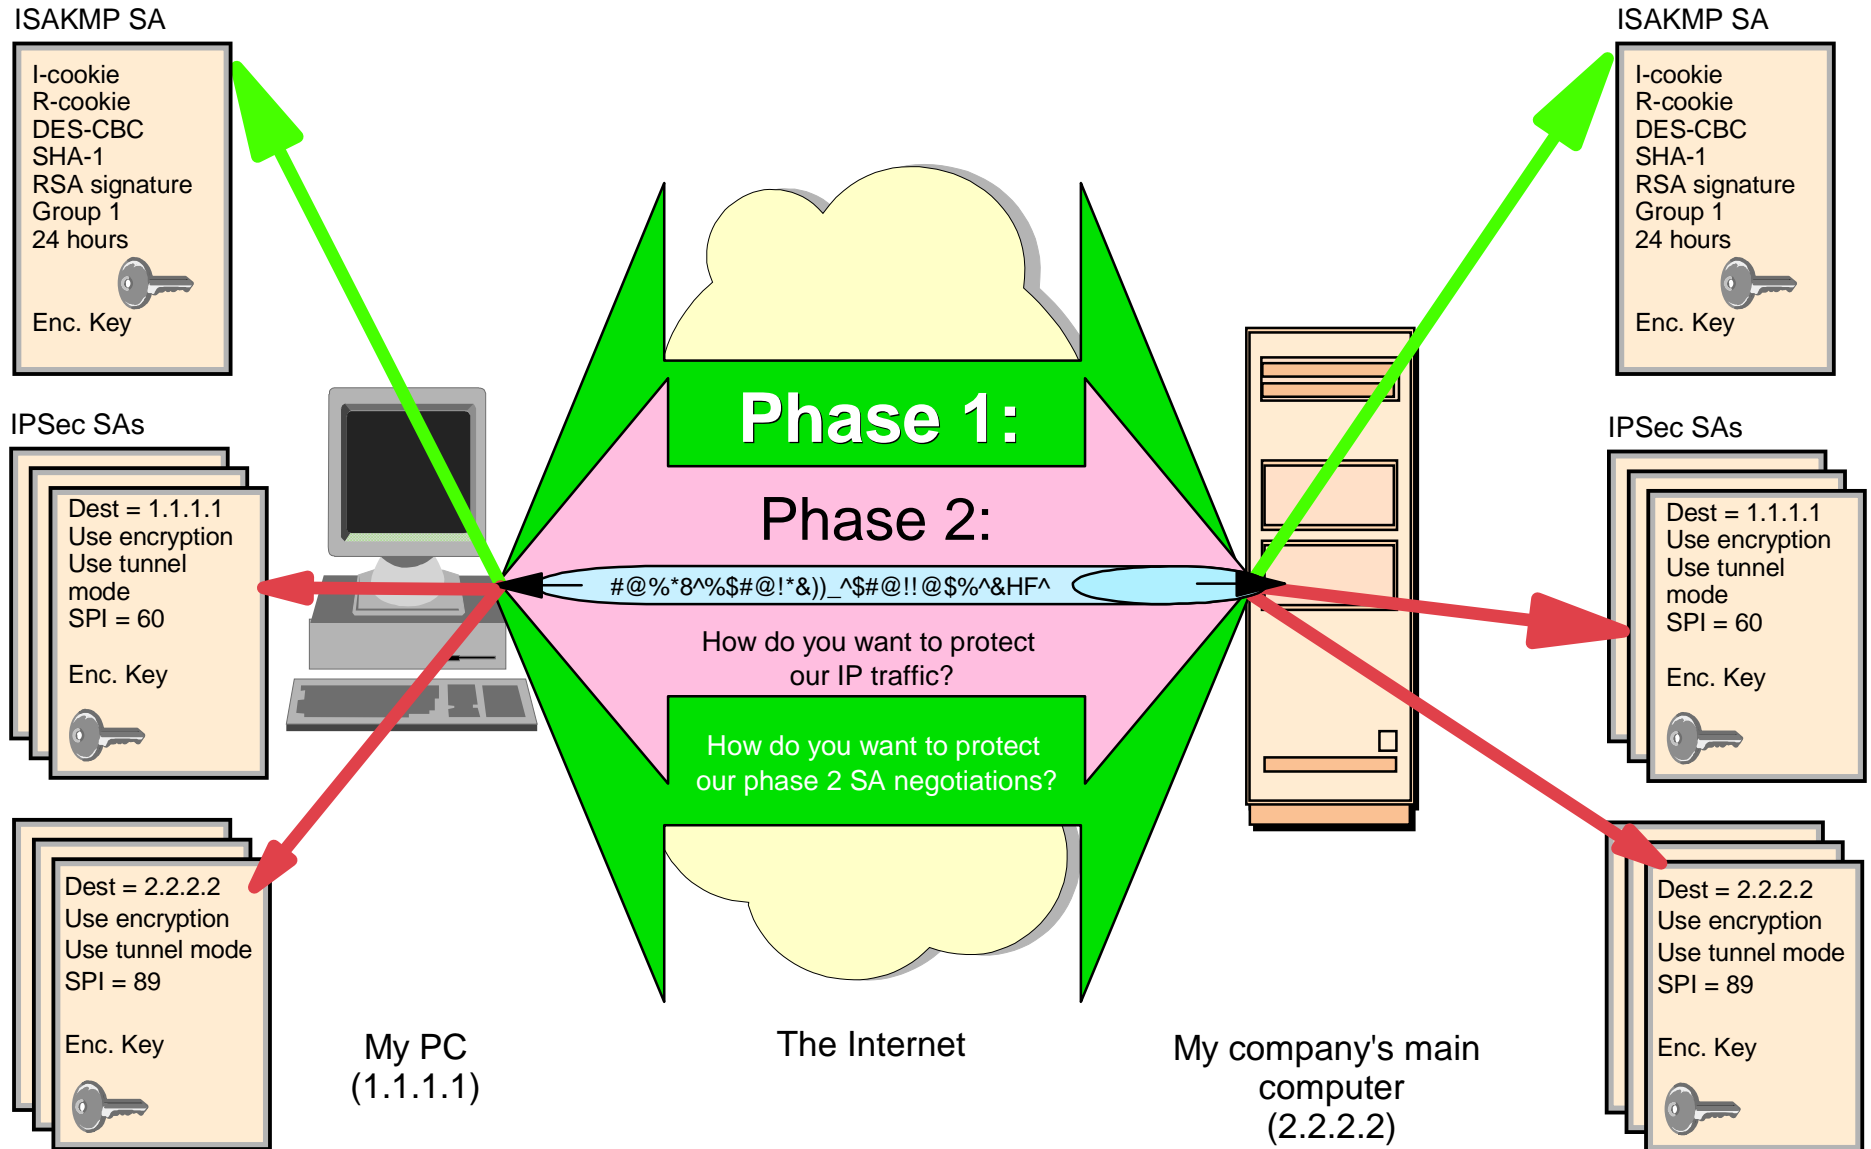 ISAKMP SA
I-cookie
R-cookie
DES-CBC
SHA-1
RSA signature
Group 1
24 hours
Enc. Key
IPSec SAs
Dest = 1.1.1.1
Use encryption
Use tunnel
mode
SPI = 60
Enc. Key
Dest = 2.2.2.2
Use encryption
Use tunnel mode
SPI = 89
Enc. Key
My PC
(1.1.1.1)
Phase 1:
Phase 2:
#@%*8^%$#@!*&))_^$#@!!@$%^&HF^
How do you want to protect
our IP traffic?
How do you want to protect
our phase 2 SA negotiations?
The Internet
My company's main
computer
(2.2.2.2)
ISAKMP SA
I-cookie
R-cookie
DES-CBC
SHA-1
RSA signature
Group 1
24 hours
Enc. Key
IPSec SAs
Dest = 1.1.1.1
Use encryption
Use tunnel
mode
SPI = 60
Enc. Key
Dest = 2.2.2.2
Use encryption
Use tunnel mode
SPI = 89
Enc. Key